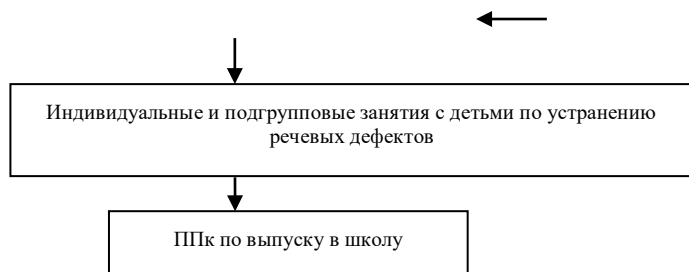 Индивидуальные и подгрупповые занятия с детьми по устранению
речевых дефектов
ППк по выпуску в школу